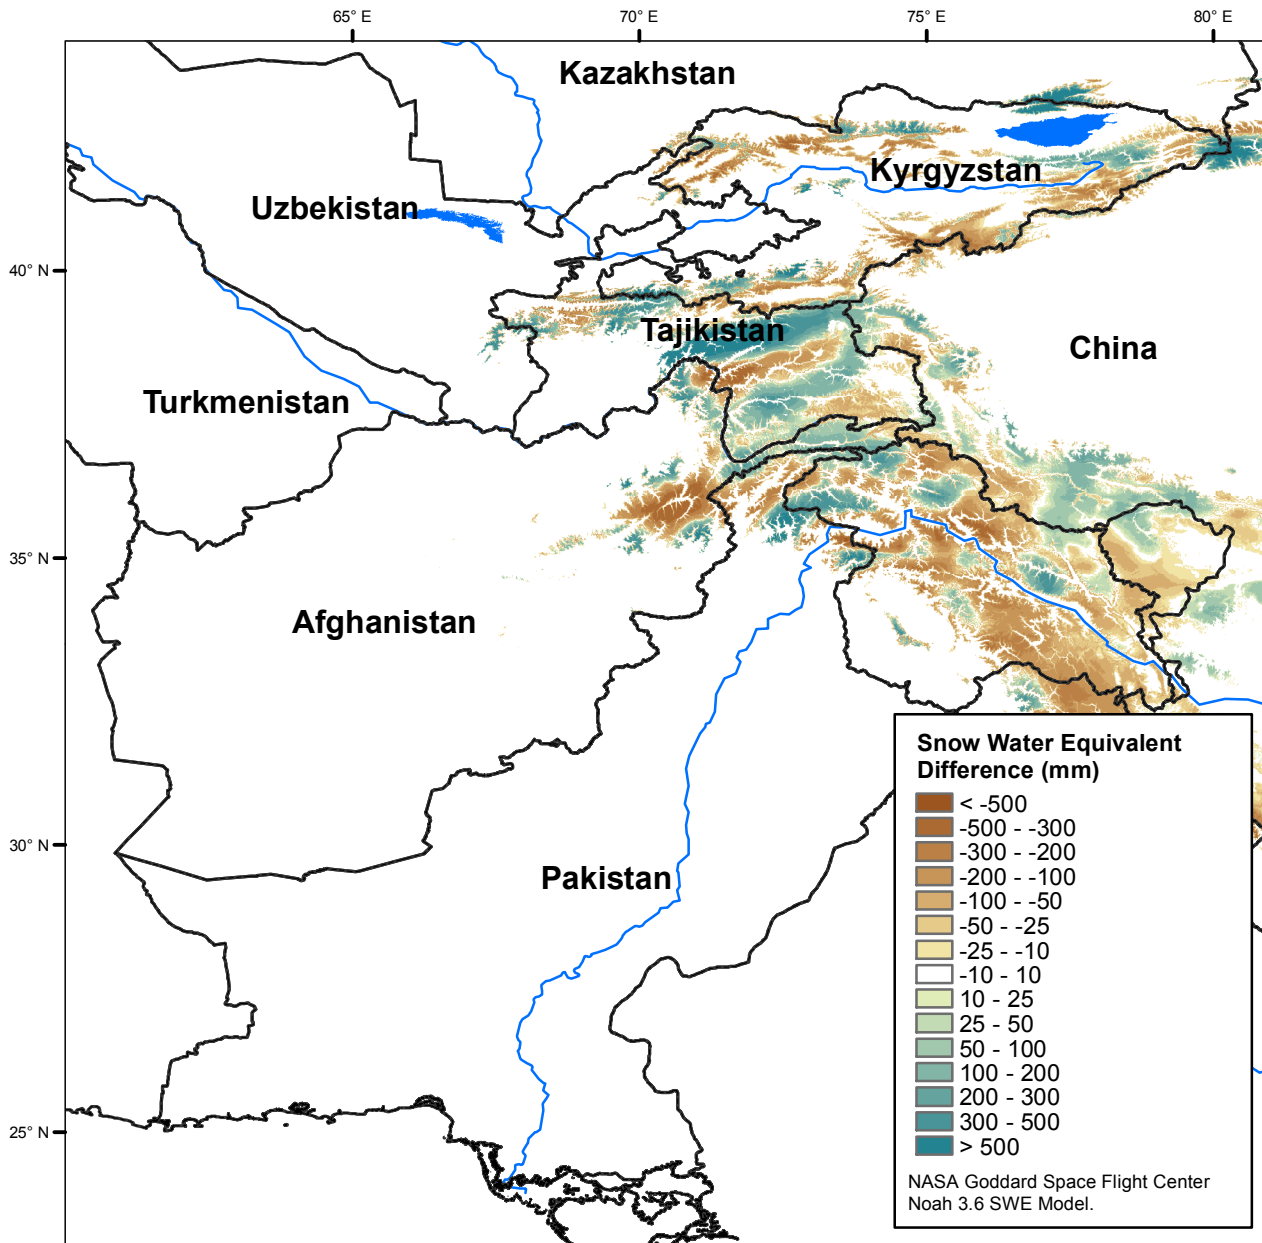 65° E
70° E
75° E
80° E
Kazakhstan
Kyrgyzstan
Uzbekistan
40° N
Tajikistan
China
Turkmenistan
35° N
Afghanistan
Snow Water Equivalent
Difference (mm)
< -500
-500 - -300
-300 - -200
30° N
-200 - -100
Pakistan
-100 - -50
-50 - -25
-25 - -10
-10 - 10
10 - 25
25 - 50
50 - 100
100 - 200
200 - 300
300 - 500
25° N
> 500
NASA Goddard Space Flight Center
Noah 3.6 SWE Model.